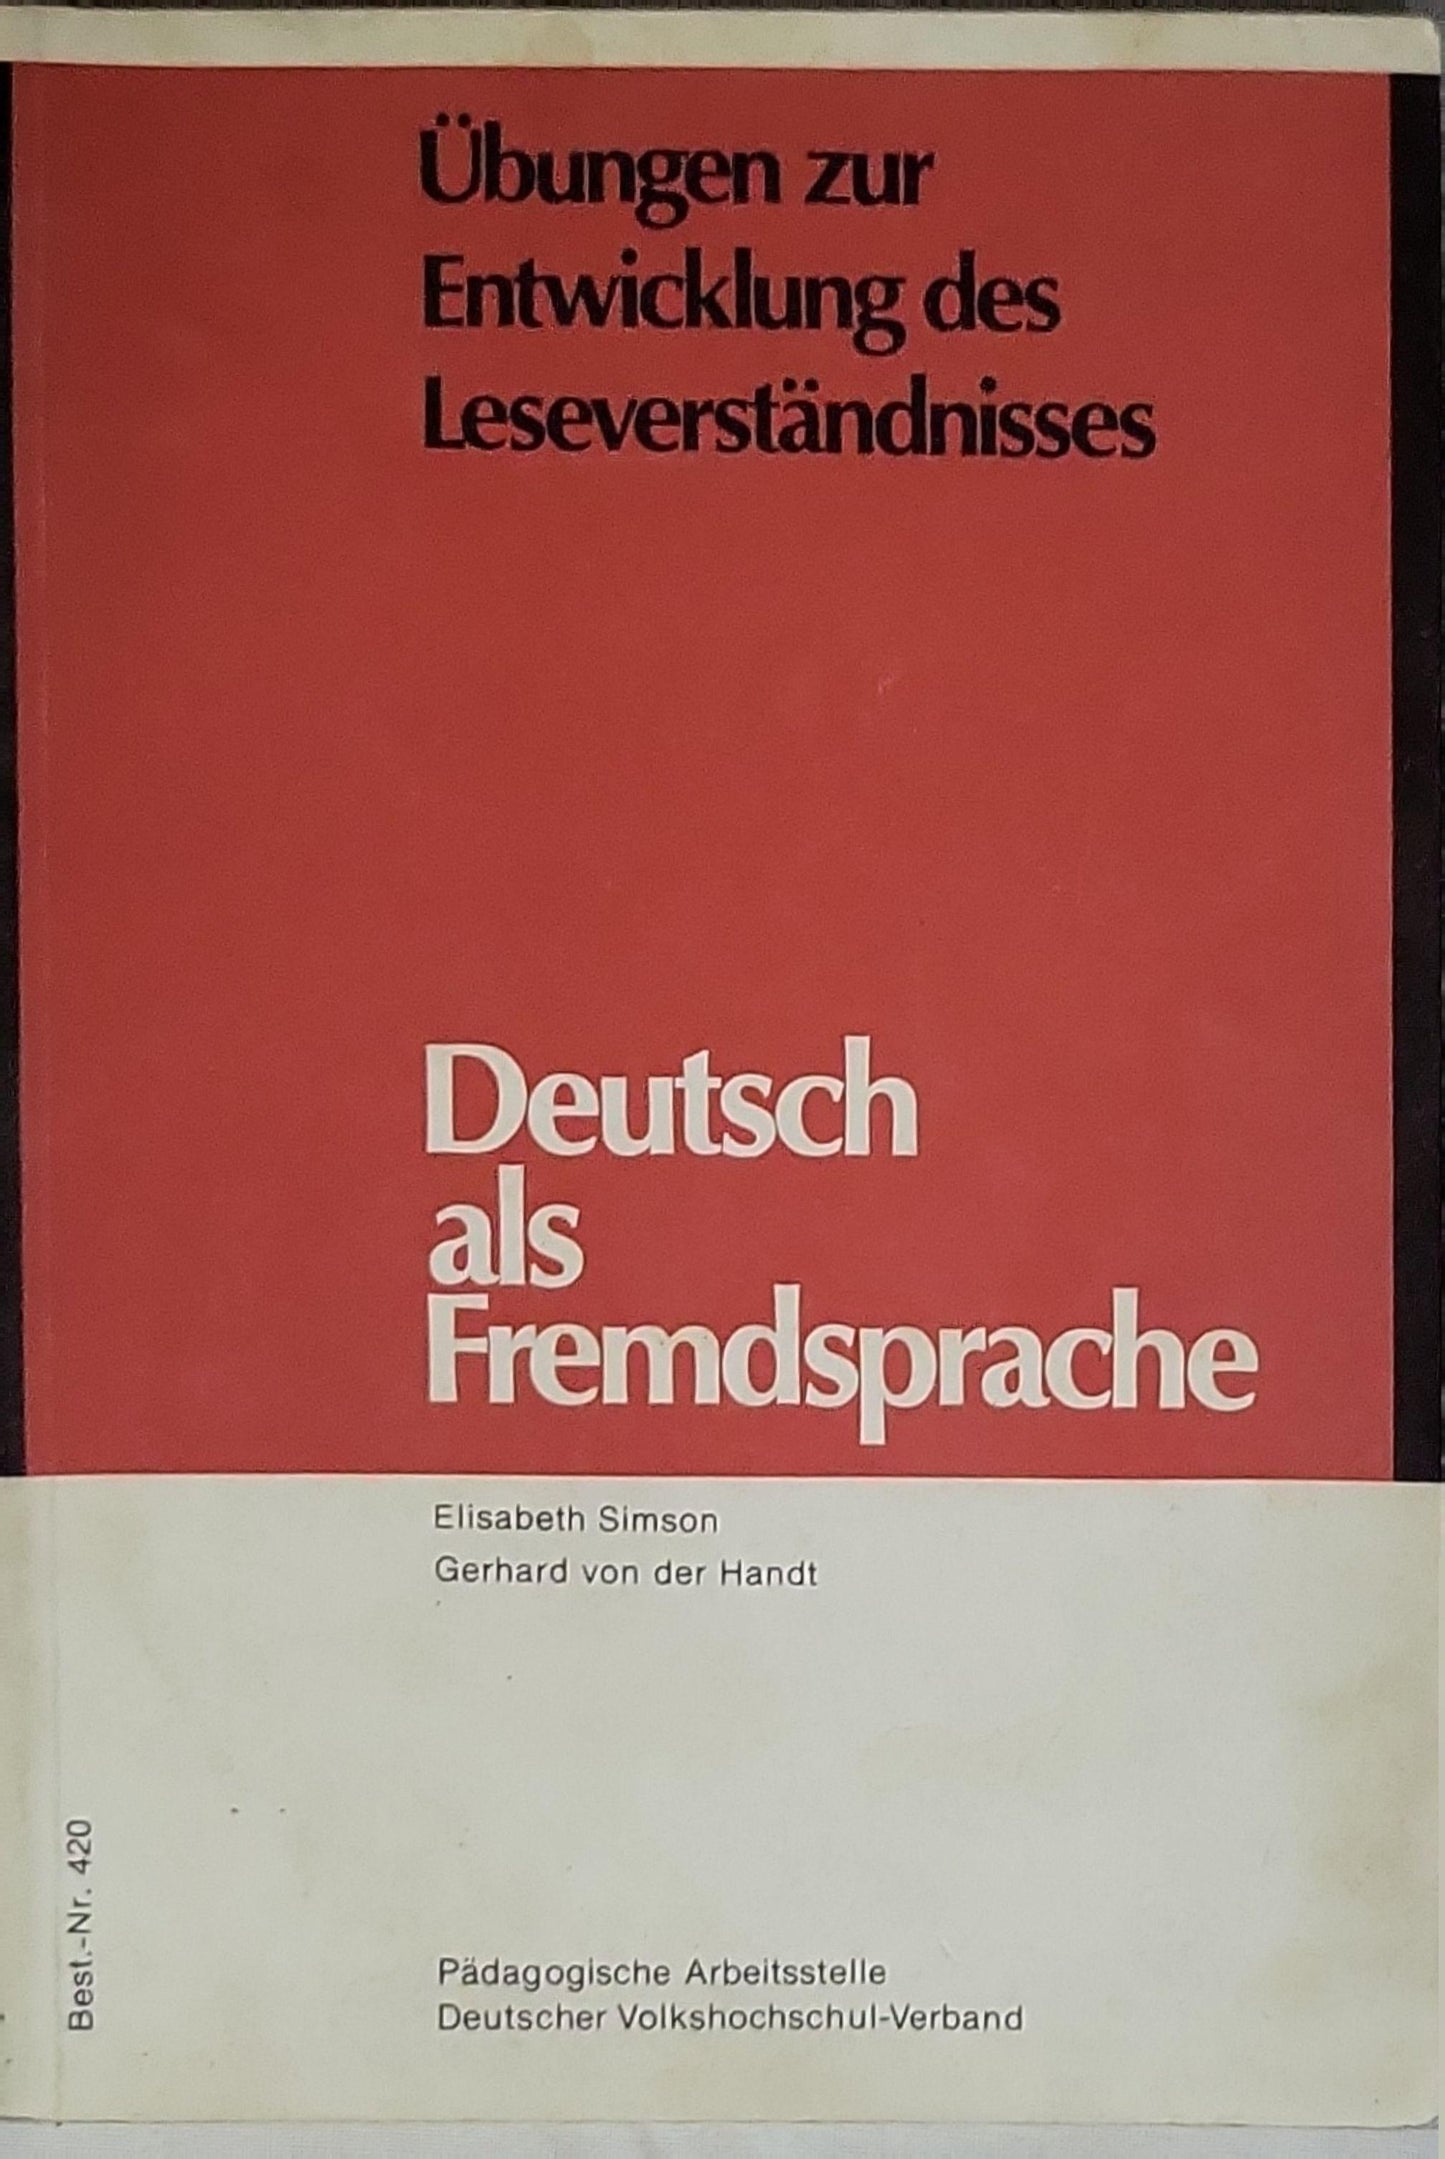 Übungen zur
Entwicklung des
Leseverständnisses
Deutsch
als
Fremdsprache
Elisabeth Simson
Gerhard von der Handt
Best.-Nr. 420
Pädagogische Arbeitsstelle
Deutscher Volkshochschul-Verband